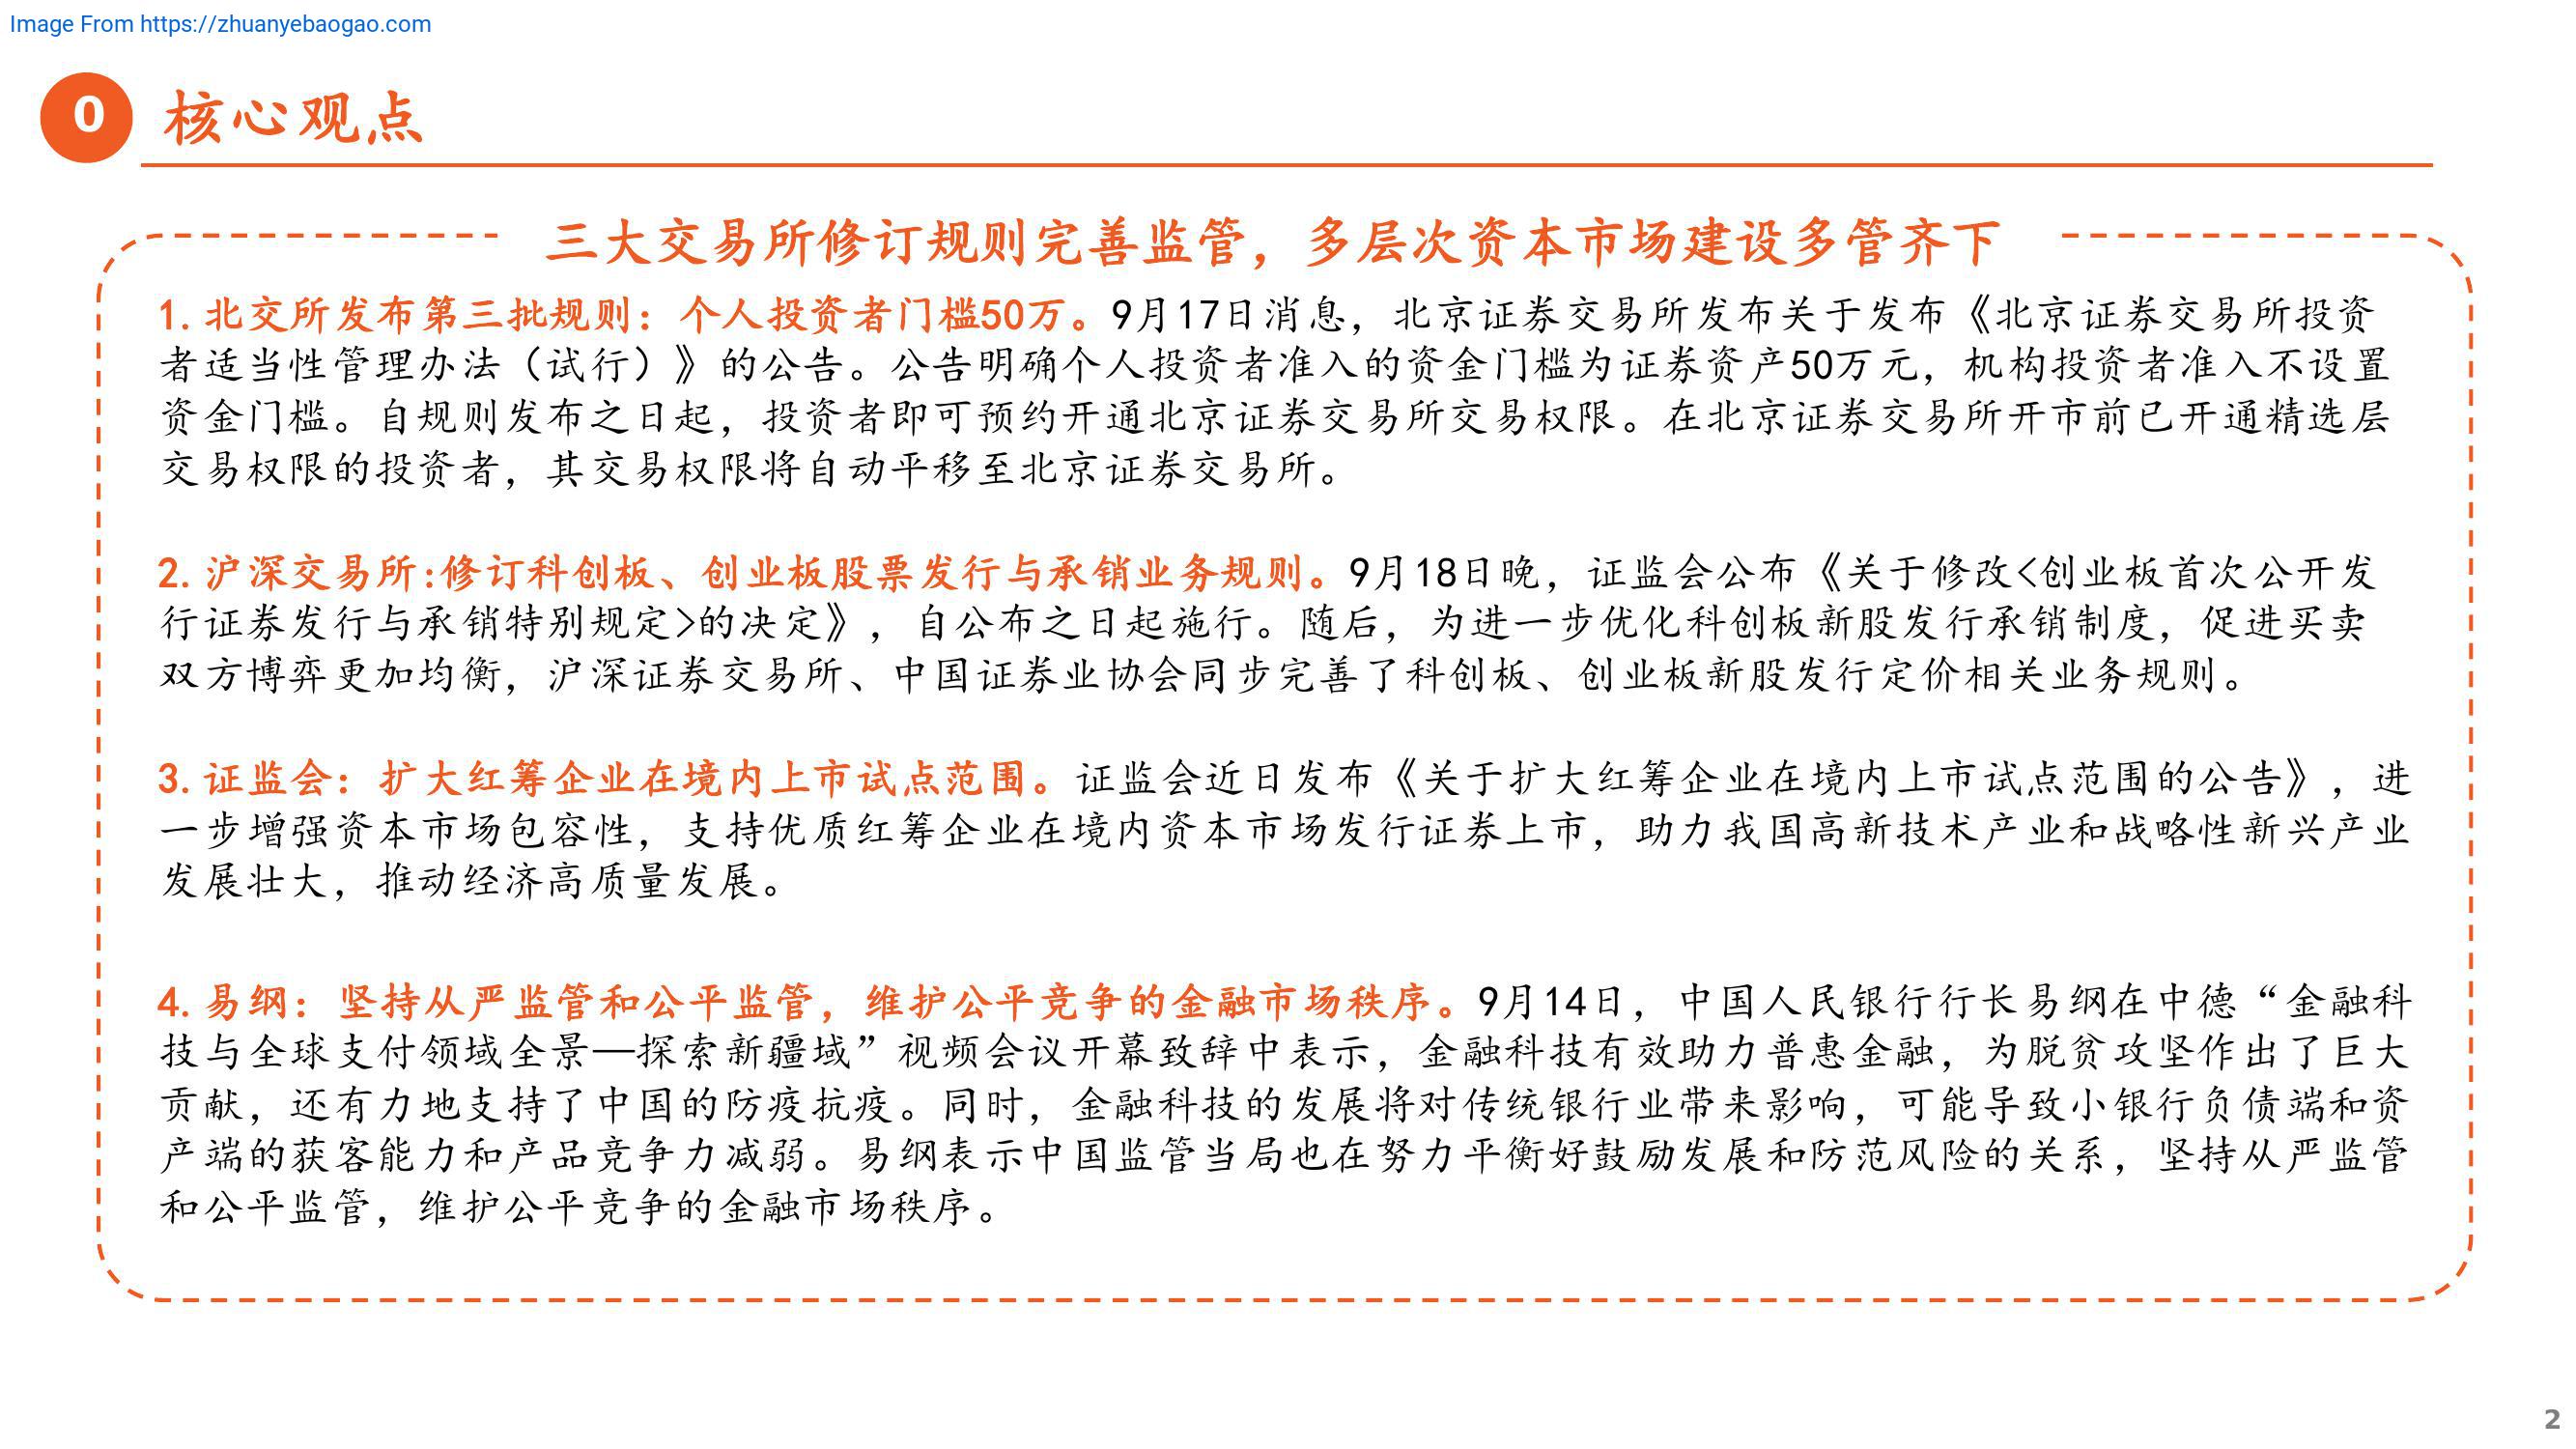 Image From https://zhuanyebaogao.com
0 核心观点
三大交易所修订规则完善监管，多层次资本市场建设多管齐下
1. 北交所发布第三批规则：个人投资者门槛50万。9月17日消息，北京证券交易所发布关于发布《北京证券交易所投资
者适当性管理办法（试行）》的公告。公告明确个人投资者准入的资金门槛为证券资产50万元，机构投资者准入不设置
资金门槛。自规则发布之日起，投资者即可预约开通北京证券交易所交易权限。在北京证券交易所开市前已开通精选层
交易权限的投资者，其交易权限将自动平移至北京证券交易所。
2. 沪深交易所:修订科创板、创业板股票发行与承销业务规则。9月18日晚，证监会公布《关于修改<创业板首次公开发
行证券发行与承销特别规定>的决定》，自公布之日起施行。随后，为进一步优化科创板新股发行承销制度，促进买卖
双方博弈更加均衡，沪深证券交易所、中国证券业协会同步完善了科创板、创业板新股发行定价相关业务规则。
3. 证监会：扩大红筹企业在境内上市试点范围。证监会近日发布《关于扩大红筹企业在境内上市试点范围的公告》，进
一步增强资本市场包容性，支持优质红筹企业在境内资本市场发行证券上市，助力我国高新技术产业和战略性新兴产业
发展壮大，推动经济高质量发展。
4. 易纲：坚持从严监管和公平监管，维护公平竞争的金融市场秩序。9月14日，中国人民银行行长易纲在中德“金融科
技与全球支付领域全景—探索新疆域”视频会议开幕致辞中表示，金融科技有效助力普惠金融，为脱贫攻坚作出了巨大
贡献，还有力地支持了中国的防疫抗疫。同时，金融科技的发展将对传统银行业带来影响，可能导致小银行负债端和资
产端的获客能力和产品竞争力减弱。易纲表示中国监管当局也在努力平衡好鼓励发展和防范风险的关系，坚持从严监管
和公平监管，维护公平竞争的金融市场秩序。
2